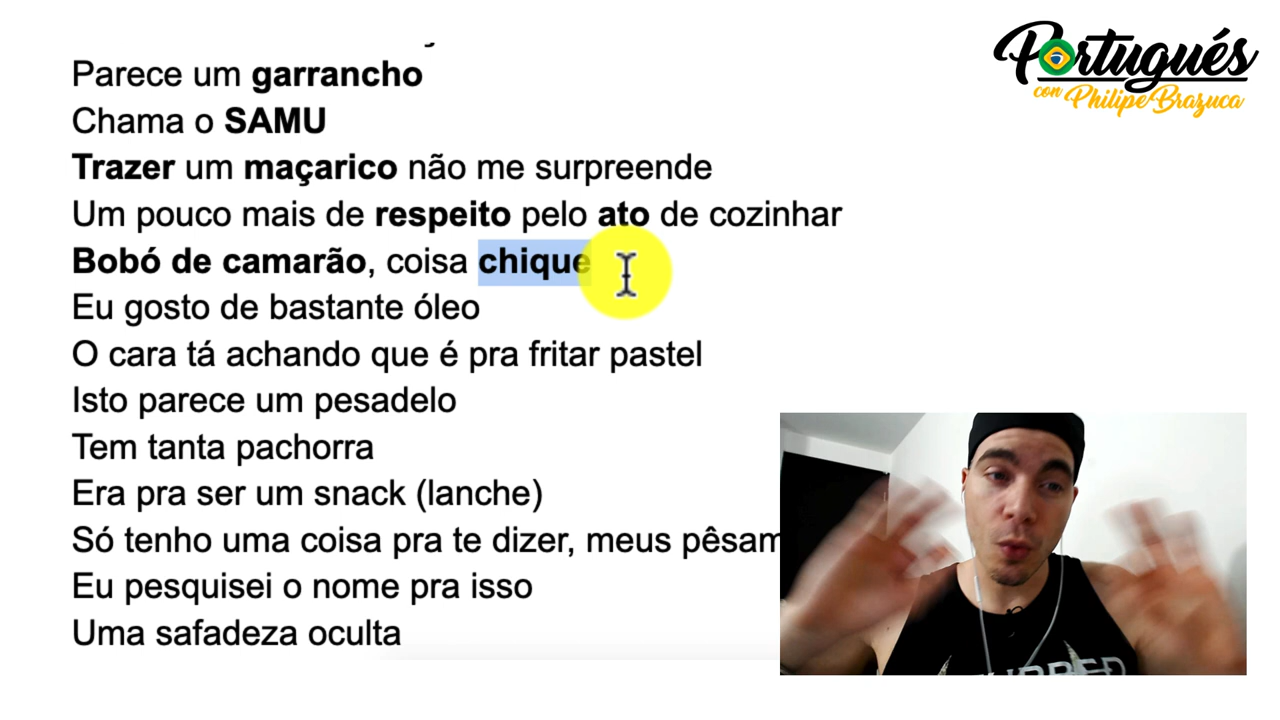 Portugués
con PhilipeBrazuca
Parece um garrancho
Chama o SAMU
Trazer um maçarico não me surpreende
Um pouco mais de respeito pelo ato de cozinhar
Bobó de camarão, coisa chique
Eu gosto de bastante óleo
O cara tá achando que é pra fritar pastel
Isto parece um pesadelo
Tem tanta pachorra
Era pra ser um snack (lanche)
Só tenho uma coisa pra te dizer, meus pêsam
Eu pesquisei o nome pra isso
Uma safadeza oculta